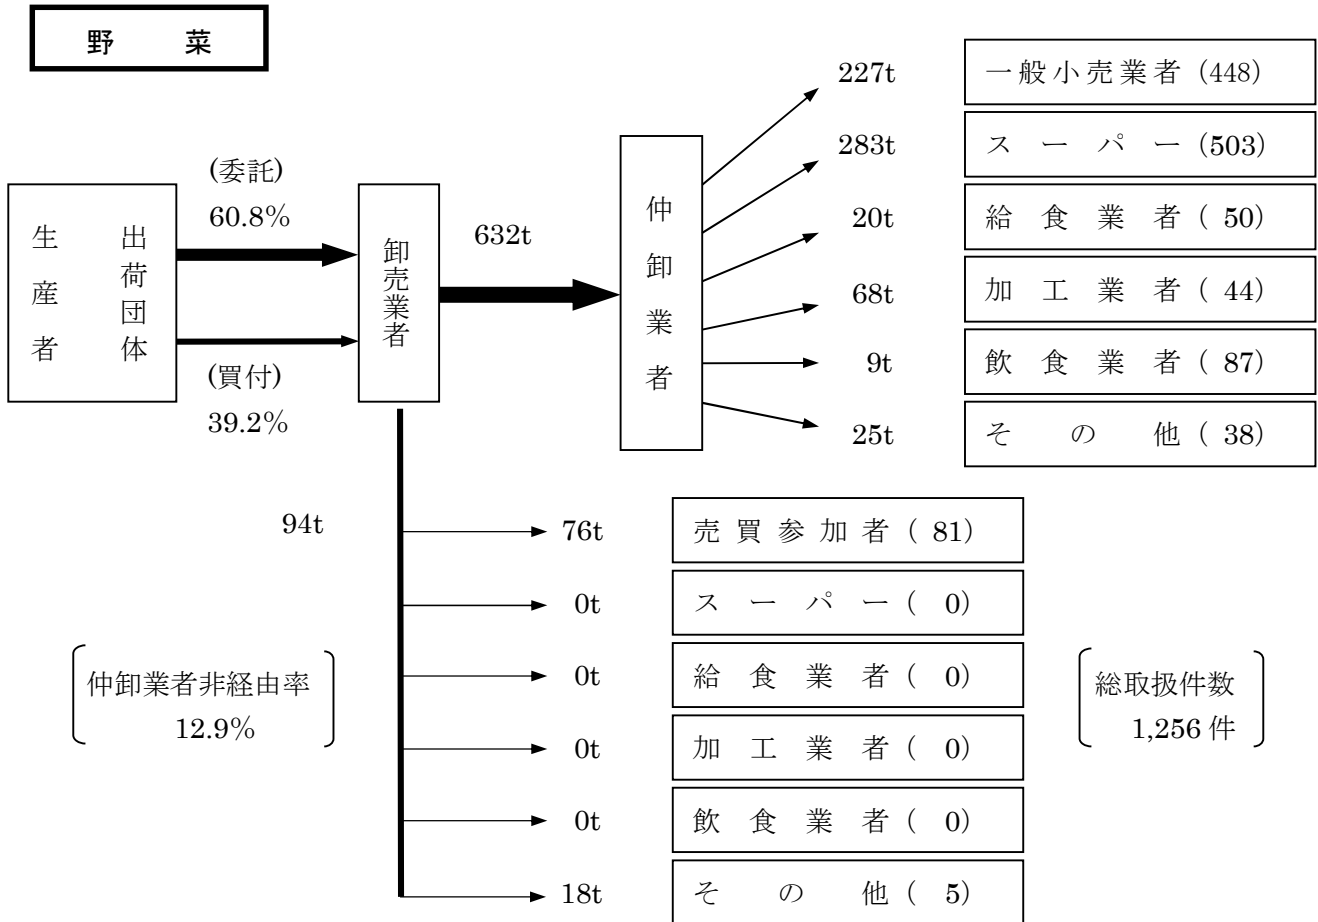 野 菜
生産者
出荷団体
(委託)
60.8%
(買付)
39.2%
卸売業者
632t
仲卸業者
227t 一般小売業者 (448)
283t スーパー (503)
20t 給食業者 ( 50)
68t 加工業者 ( 44)
9t 飲食業者 ( 87)
25t その他 ( 38)
94t
76t 売買参加者 ( 81)
0t スーパー ( 0)
0t 給食業者 ( 0)
0t 加工業者 ( 0)
0t 飲食業者 ( 0)
18t その他 ( 5)
仲卸業者非経由率
12.9%
総取扱件数
1,256 件